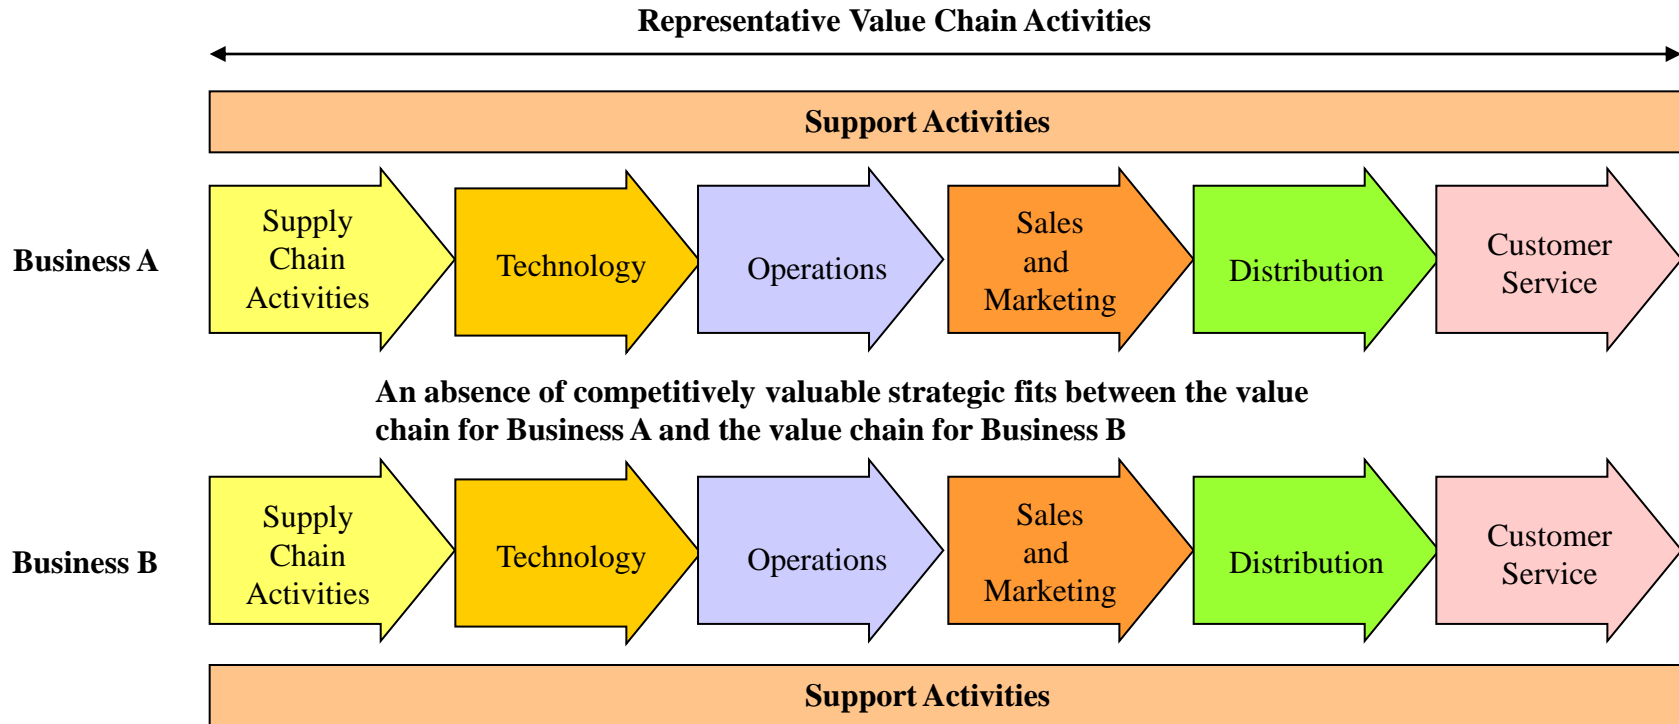 Representative Value Chain Activities
Support Activities
Business A
Supply
Chain
Activities
Technology
Operations
Sales
and
Marketing
Distribution
Customer
Service
An absence of competitively valuable strategic fits between the value
chain for Business A and the value chain for Business B
Business B
Supply
Chain
Activities
Technology
Operations
Sales
and
Marketing
Distribution
Customer
Service
Support Activities